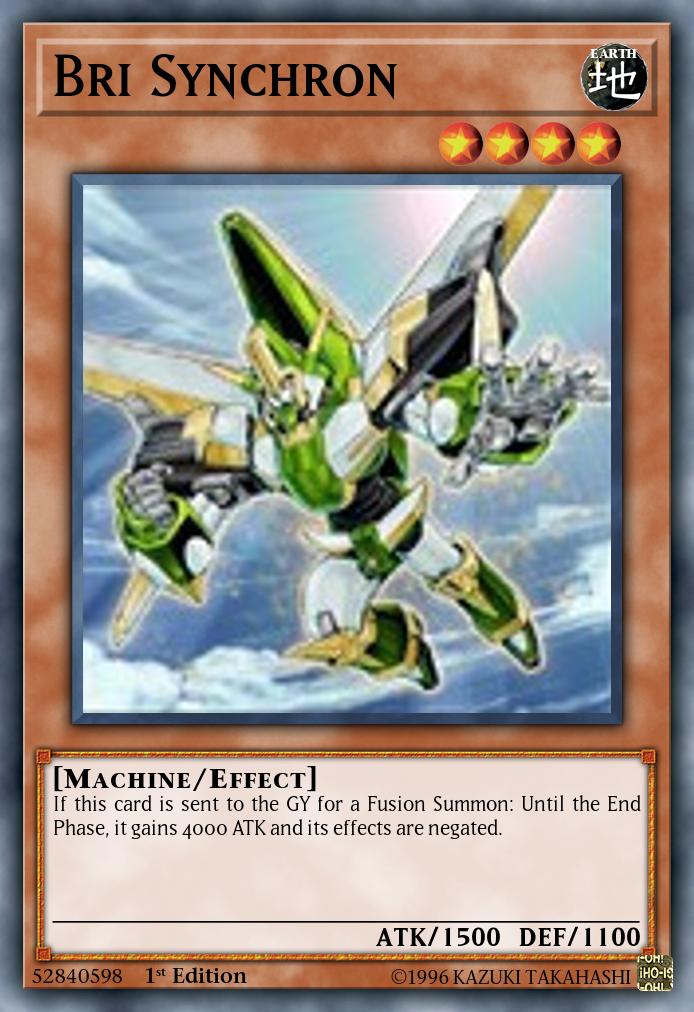 Bri Synchron
EARTH
地
[Machine/Effect]
If this card is sent to the GY for a Fusion Summon: Until the End
Phase, it gains 4000 ATK and its effects are negated.
ATK/1500 DEF/1100
52840598 1st Edition ©1996 KAZUKI TAKAHASHI